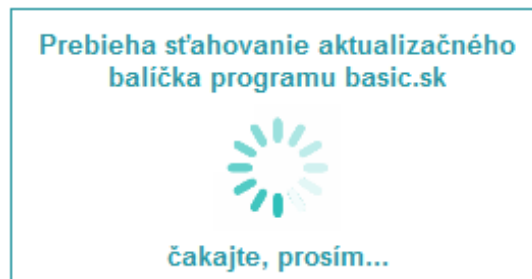 Prebieha sťahovanie aktualizačného
balíčka programu basic.sk
čakajte, prosím...